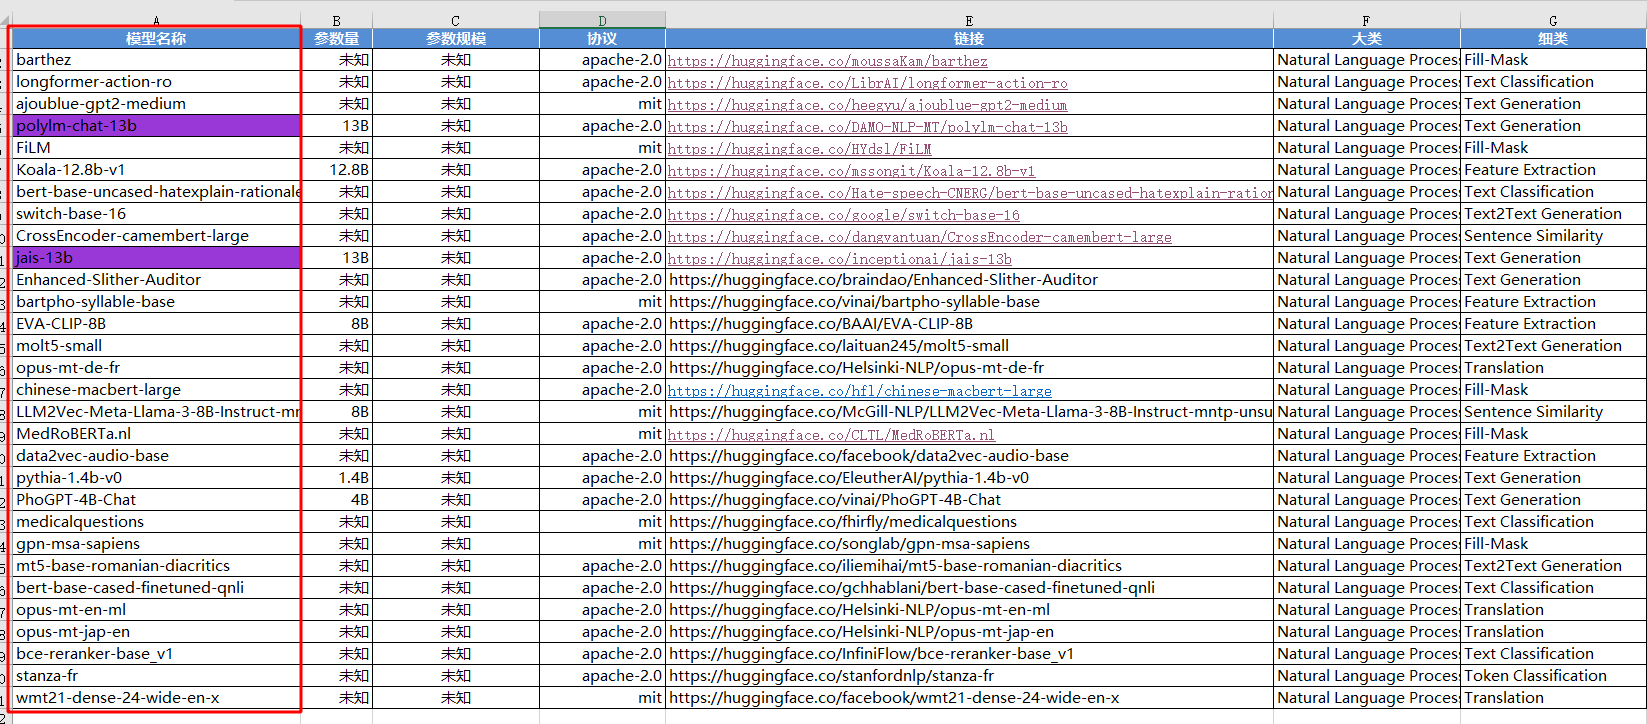 A B C D E F G
模型名称 参数量 参数规模 协议 链接 大类 细类
barthez 未知 未知 apache-2.0 https://huggingface.co/moussaKam/barthez Natural Language Proces Fill-Mask
longformer-action-ro 未知 未知 apache-2.0 https://huggingface.co/LibrAI/longformer-action-ro Natural Language Proces Text Classification
ajoublue-gpt2-medium 未知 未知 mit https://huggingface.co/heegyu/ajoublue-gpt2-medium Natural Language Proces Text Generation
polylm-chat-13b 13B 未知 apache-2.0 https://huggingface.co/DAMO-NLP-MT/polylm-chat-13b Natural Language Proces Text Generation
FiLM 未知 未知 mit https://huggingface.co/HYdsl/FiLM Natural Language Proces Fill-Mask
Koala-12.8b-v1 12.8B 未知 apache-2.0 https://huggingface.co/mssongit/Koala-12.8b-v1 Natural Language Proces Feature Extraction
bert-base-uncased-hatexplain-rationale 未知 未知 apache-2.0 https://huggingface.co/Hate-speech-CNERG/bert-base-uncased-hatexplain-ration Natural Language Proces Text Classification
switch-base-16 未知 未知 apache-2.0 https://huggingface.co/google/switch-base-16 Natural Language Proces Text2Text Generation
CrossEncoder-camembert-large 未知 未知 apache-2.0 https://huggingface.co/dangvantuan/CrossEncoder-camembert-large Natural Language Proces Sentence Similarity
jais-13b 13B 未知 apache-2.0 https://huggingface.co/inceptionai/jais-13b Natural Language Proces Text Generation
Enhanced-Slither-Auditor 未知 未知 apache-2.0 https://huggingface.co/braindao/Enhanced-Slither-Auditor Natural Language Proces Text Generation
bartpho-syllable-base 未知 未知 mit https://huggingface.co/vinai/bartpho-syllable-base Natural Language Proces Feature Extraction
EVA-CLIP-8B 8B 未知 apache-2.0 https://huggingface.co/BAAI/EVA-CLIP-8B Natural Language Proces Feature Extraction
molt5-small 未知 未知 apache-2.0 https://huggingface.co/laituan245/molt5-small Natural Language Proces Text2Text Generation
opus-mt-de-fr 未知 未知 apache-2.0 https://huggingface.co/Helsinki-NLP/opus-mt-de-fr Natural Language Proces Translation
chinese-macbert-large 未知 未知 apache-2.0 https://huggingface.co/hfl/chinese-macbert-large Natural Language Proces Fill-Mask
LLM2Vec-Meta-Llama-3-8B-Instruct-mn 8B 未知 mit https://huggingface.co/McGill-NLP/LLM2Vec-Meta-Llama-3-8B-Instruct-mntp-unsu Natural Language Proces Sentence Similarity
MedRoBERTa.nl 未知 未知 mit https://huggingface.co/CLTL/MedRoBERTa.nl Natural Language Proces Fill-Mask
data2vec-audio-base 未知 未知 apache-2.0 https://huggingface.co/facebook/data2vec-audio-base Natural Language Proces Feature Extraction
pythia-1.4b-v0 1.4B 未知 apache-2.0 https://huggingface.co/EleutherAI/pythia-1.4b-v0 Natural Language Proces Text Generation
PhoGPT-4B-Chat 4B 未知 apache-2.0 https://huggingface.co/vinai/PhoGPT-4B-Chat Natural Language Proces Text Generation
medicalquestions 未知 未知 mit https://huggingface.co/fhirfly/medicalquestions Natural Language Proces Text Classification
gpn-msa-sapiens 未知 未知 mit https://huggingface.co/songlab/gpn-msa-sapiens Natural Language Proces Fill-Mask
mt5-base-romanian-diacritics 未知 未知 apache-2.0 https://huggingface.co/iliemihai/mt5-base-romanian-diacritics Natural Language Proces Text2Text Generation
bert-base-cased-finetuned-qnli 未知 未知 apache-2.0 https://huggingface.co/gchhablani/bert-base-cased-finetuned-qnli Natural Language Proces Text Classification
opus-mt-en-ml 未知 未知 apache-2.0 https://huggingface.co/Helsinki-NLP/opus-mt-en-ml Natural Language Proces Translation
opus-mt-jap-en 未知 未知 apache-2.0 https://huggingface.co/Helsinki-NLP/opus-mt-jap-en Natural Language Proces Translation
bce-reranker-base_v1 未知 未知 apache-2.0 https://huggingface.co/InfiniFlow/bce-reranker-base_v1 Natural Language Proces Text Classification
stanza-fr 未知 未知 apache-2.0 https://huggingface.co/stanfordnlp/stanza-fr Natural Language Proces Token Classification
wmt21-dense-24-wide-en-x 未知 未知 mit https://huggingface.co/facebook/wmt21-dense-24-wide-en-x Natural Language Proces Translation